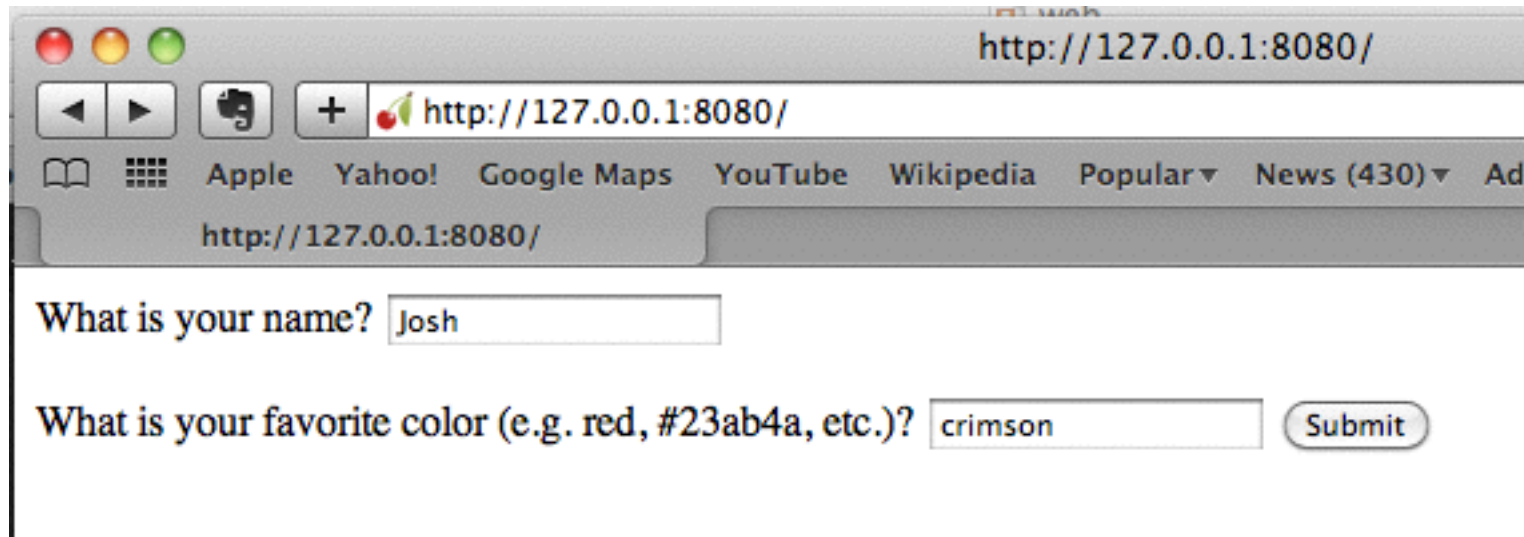 web
http://127.0.0.1:8080/
http://127.0.0.1:8080/
Apple Yahoo! Google Maps YouTube Wikipedia Popular News (430) Ad
http://127.0.0.1:8080/
What is your name? Josh
What is your favorite color (e.g. red, #23ab4a, etc.)? crimson Submit